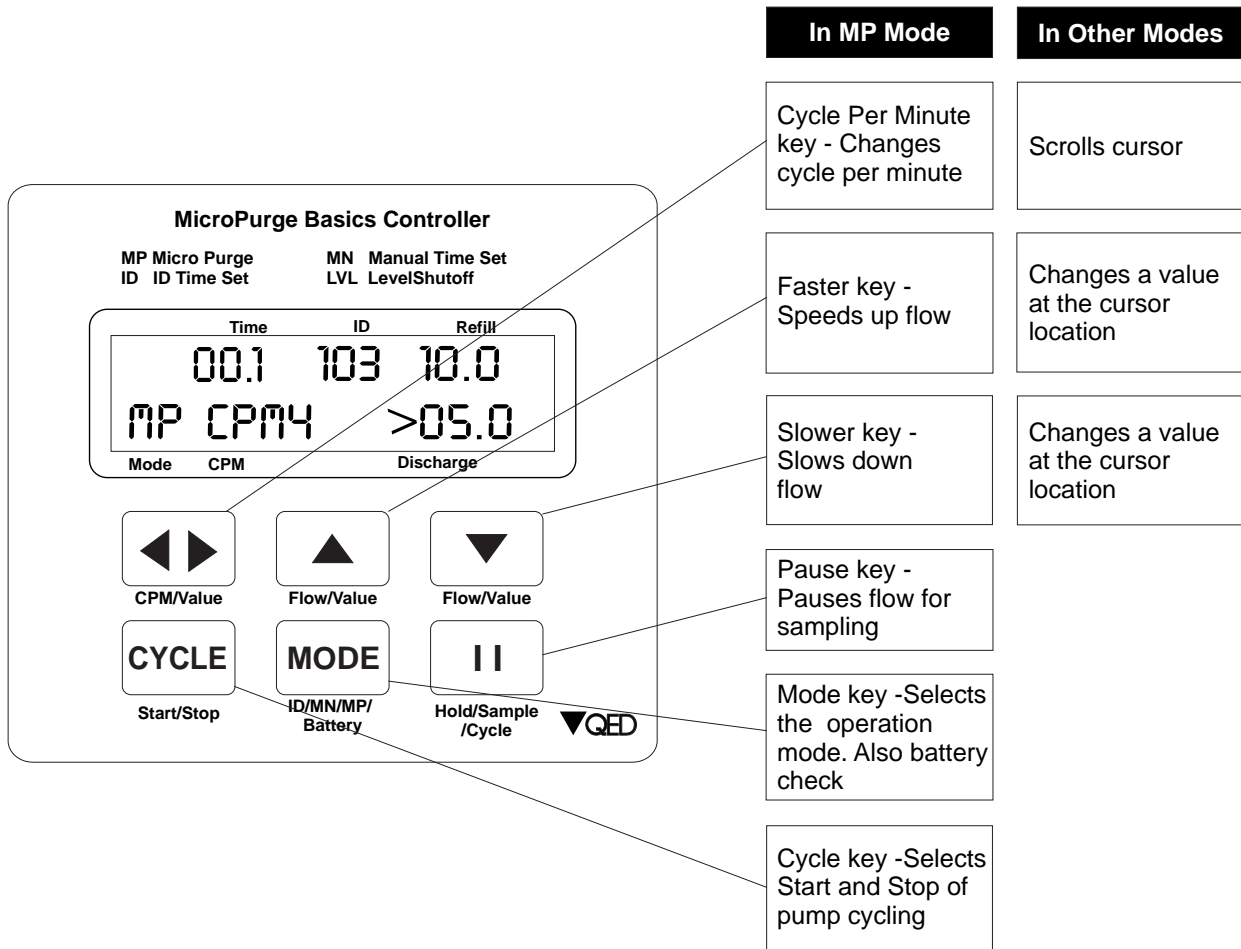 In MP Mode
In Other Modes
Cycle Per Minute
key - Changes
cycle per minute
Scrolls cursor
Faster key -
Speeds up flow
Changes a value
at the cursor
location
Slower key -
Slows down
flow
Changes a value
at the cursor
location
Pause key -
Pauses flow for
sampling
Mode key -Selects
the operation
mode. Also battery
check
Cycle key -Selects
Start and Stop of
pump cycling
MicroPurge Basics Controller
MP Micro Purge
MN Manual Time Set
ID ID Time Set
LVL LevelShutoff
Time ID Refill
00.1 103 10.0
MP CPM4 >05.0
Mode CPM Discharge
CPM/Value
Flow/Value
Flow/Value
CYCLE
MODE
Start/Stop
ID/MN/MP/
Battery
Hold/Sample
/Cycle
QED